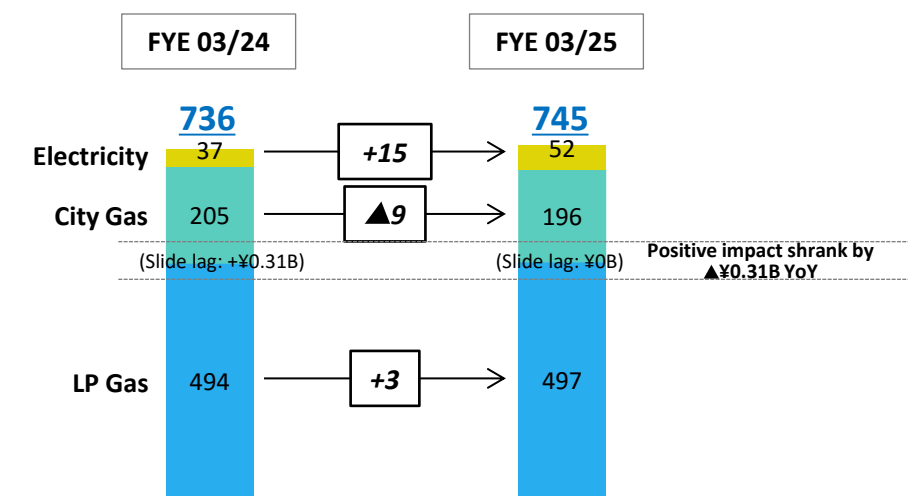 FYE 03/24
FYE 03/25
736
745
Electricity
37
+15
52
City Gas
205
▲9
196
(Slide lag: +¥0.31B)
(Slide lag: ¥0B)
Positive impact shrank by
▲¥0.31B YoY
LP Gas
494
+3
497